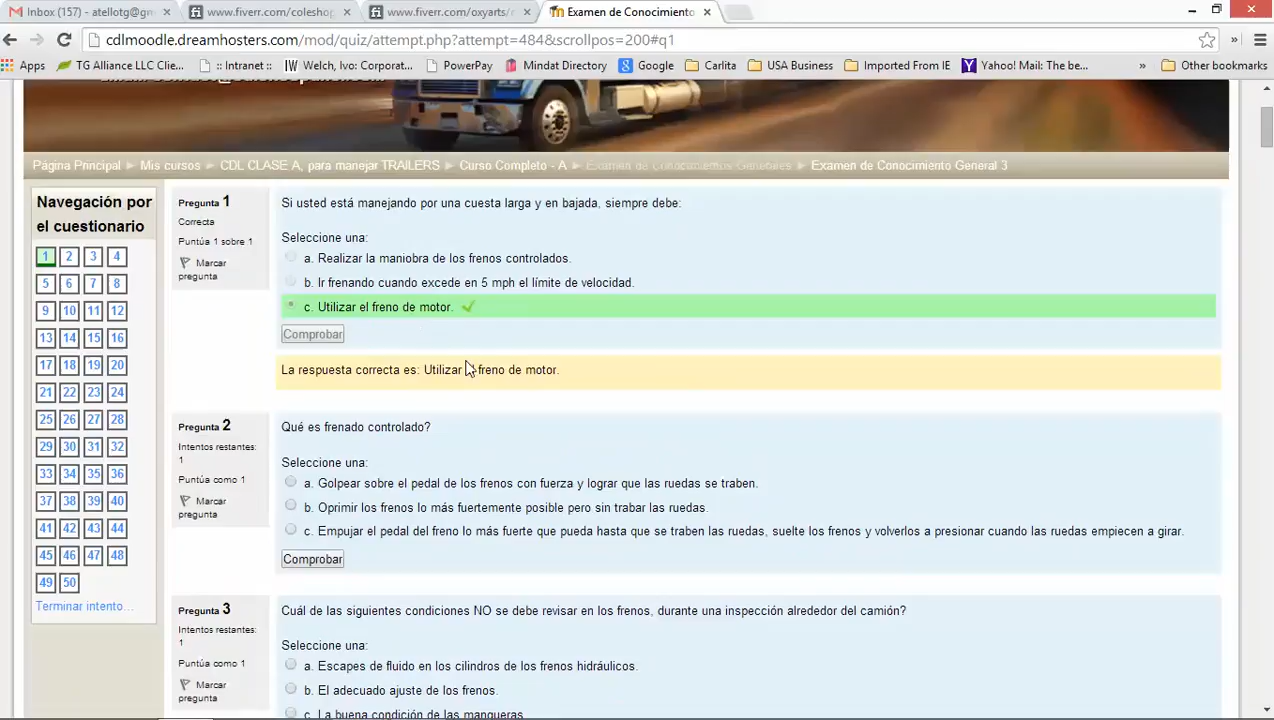 Inbox (157) - atellotg@gm
www.fiverr.com/coleshop
www.fiverr.com/oxyarts/
Examen de Conocimiento
cdlmoodle.dreamhosters.com/mod/quiz/attempt.php?attempt=484&scrollpos=200#q1
Apps
TG Alliance LLC Clie...
:: Intranet ::
Welch, Ivo: Corporat...
PowerPay
Mindat Directory
Google
Carlita
USA Business
Imported From IE
Yahoo! Mail: The be...
»
Other bookmarks
Página Principal ► Mis cursos ► CDL CLASE A, para manejar TRAILERS ► Curso Completo - A ► Examen de Conocimientos Generales ► Examen de Conocimiento General 3
Navegación por
el cuestionario
1 2 3 4
5 6 7 8
9 10 11 12
13 14 15 16
17 18 19 20
21 22 23 24
25 26 27 28
29 30 31 32
33 34 35 36
37 38 39 40
41 42 43 44
45 46 47 48
49 50
Terminar intento...
Pregunta 1
Correcta
Puntúa 1 sobre 1
Marcar
pregunta
Si usted está manejando por una cuesta larga y en bajada, siempre debe:
Seleccione una:
a. Realizar la maniobra de los frenos controlados.
b. Ir frenando cuando excede en 5 mph el límite de velocidad.
c. Utilizar el freno de motor.
Comprobar
La respuesta correcta es: Utilizar freno de motor.
Pregunta 2
Intentos restantes:
1
Puntúa como 1
Marcar
pregunta
Qué es frenado controlado?
Seleccione una:
a. Golpear sobre el pedal de los frenos con fuerza y lograr que las ruedas se traben.
b. Oprimir los frenos lo más fuertemente posible pero sin trabar las ruedas.
c. Empujar el pedal del freno lo más fuerte que pueda hasta que se traben las ruedas, suelte los frenos y volverlos a presionar cuando las ruedas empiecen a girar.
Comprobar
Pregunta 3
Intentos restantes:
1
Puntúa como 1
Marcar
pregunta
Cuál de las siguientes condiciones NO se debe revisar en los frenos, durante una inspección alrededor del camión?
Seleccione una:
a. Escapes de fluido en los cilindros de los frenos hidráulicos.
b. El adecuado ajuste de los frenos.
c. La buena condición de las mangueras